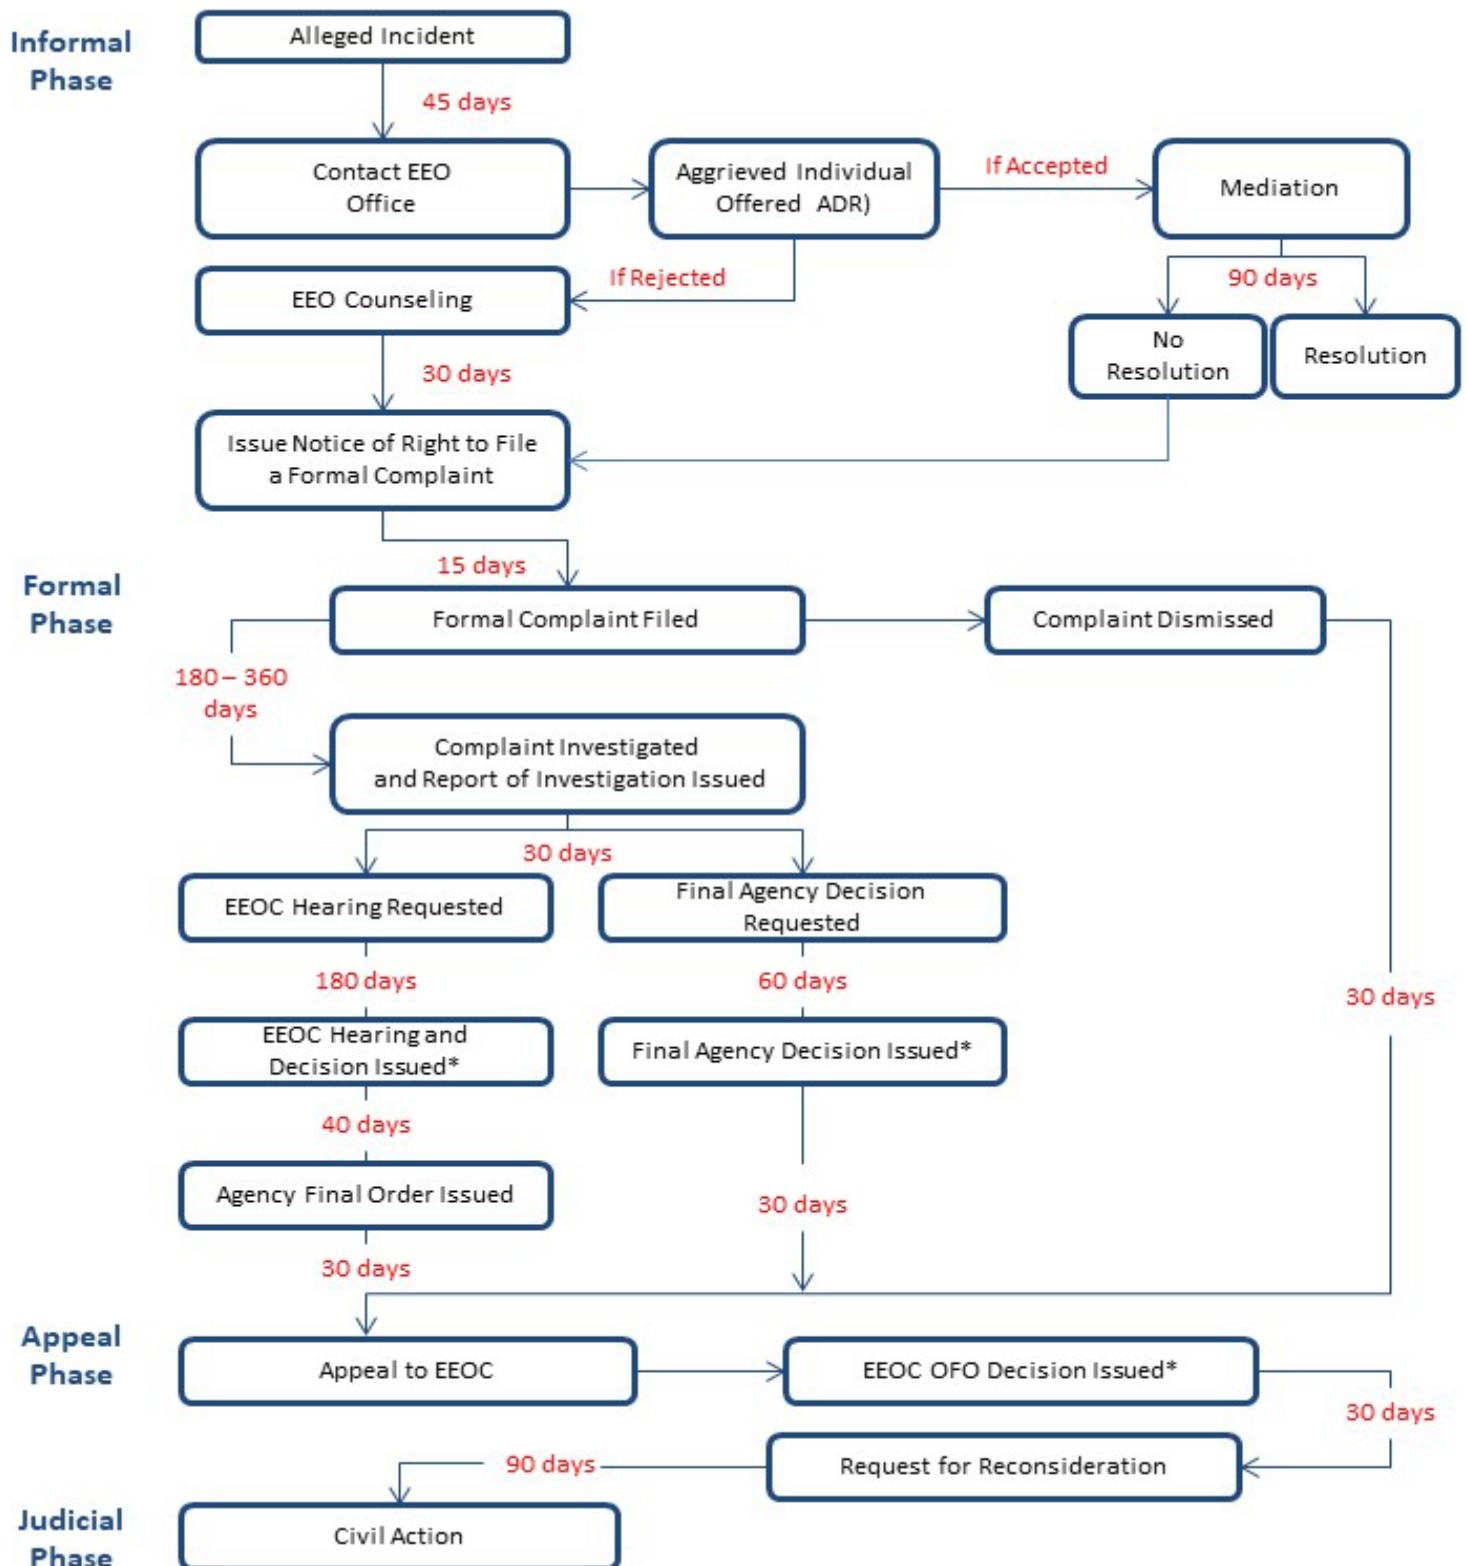 Informal
Phase
Alleged Incident
45 days
Contact EEO
Office
Aggrieved Individual
Offered ADR)
If Accepted
Mediation
EEO Counseling
If Rejected
90 days
No
Resolution
Resolution
30 days
Issue Notice of Right to File
a Formal Complaint
15 days
Formal
Phase
Formal Complaint Filed
Complaint Dismissed
180 – 360
days
Complaint Investigated
and Report of Investigation Issued
30 days
EEOC Hearing Requested
Final Agency Decision
Requested
180 days
60 days
30 days
EEOC Hearing and
Decision Issued*
Final Agency Decision Issued*
40 days
Agency Final Order Issued
30 days
30 days
Appeal
Phase
Appeal to EEOC
EEOC OFO Decision Issued*
30 days
Request for Reconsideration
90 days
Judicial
Phase
Civil Action